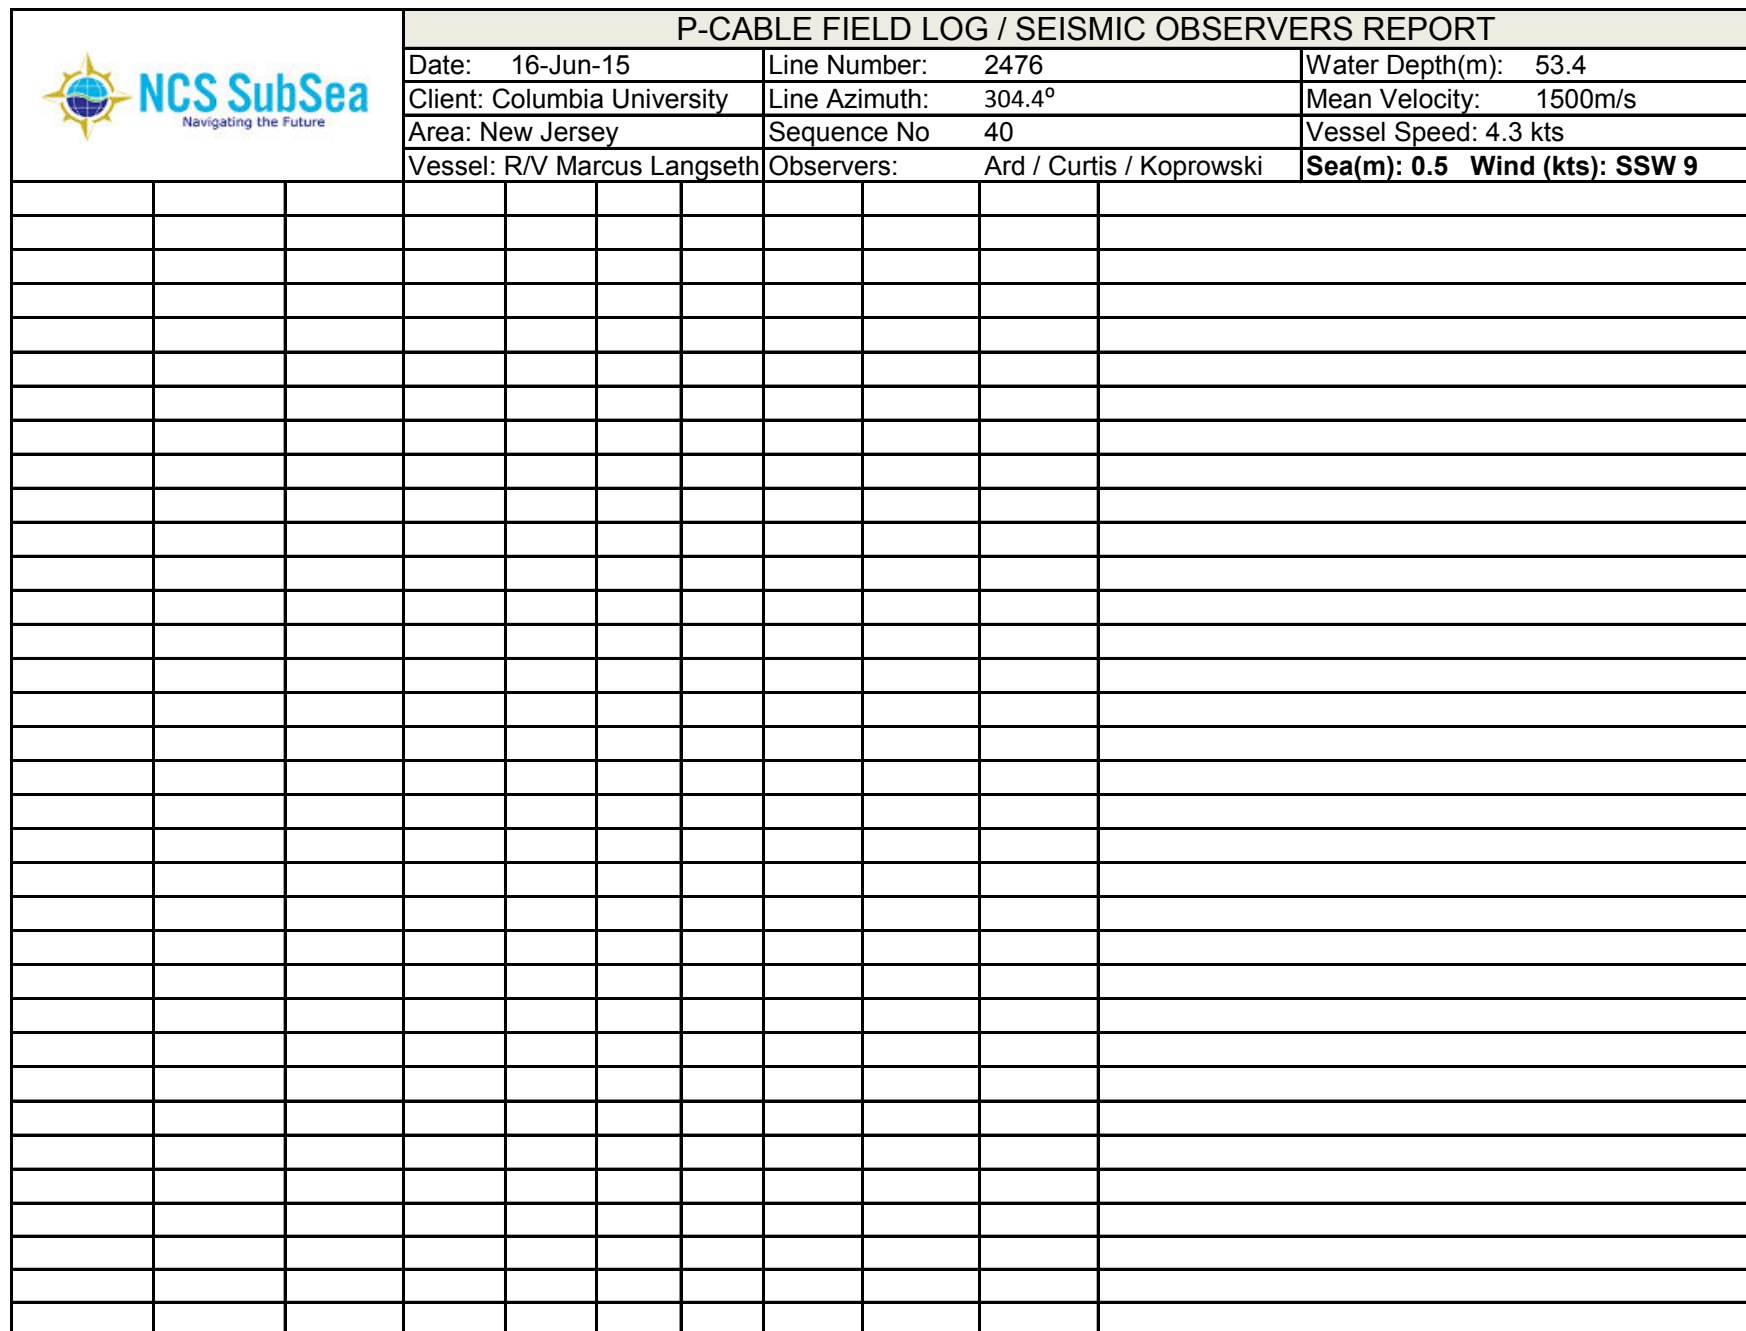 P-CABLE FIELD LOG / SEISMIC OBSERVERS REPORT
NCS SubSea
Navigating the Future
Date: 16-Jun-15 Line Number: 2476 Water Depth(m): 53.4
Client: Columbia University Line Azimuth: 304.4º Mean Velocity: 1500m/s
Area: New Jersey Sequence No 40 Vessel Speed: 4.3 kts
Vessel: R/V Marcus Langseth Observers: Ard / Curtis / Koprowski Sea(m): 0.5 Wind (kts): SSW 9